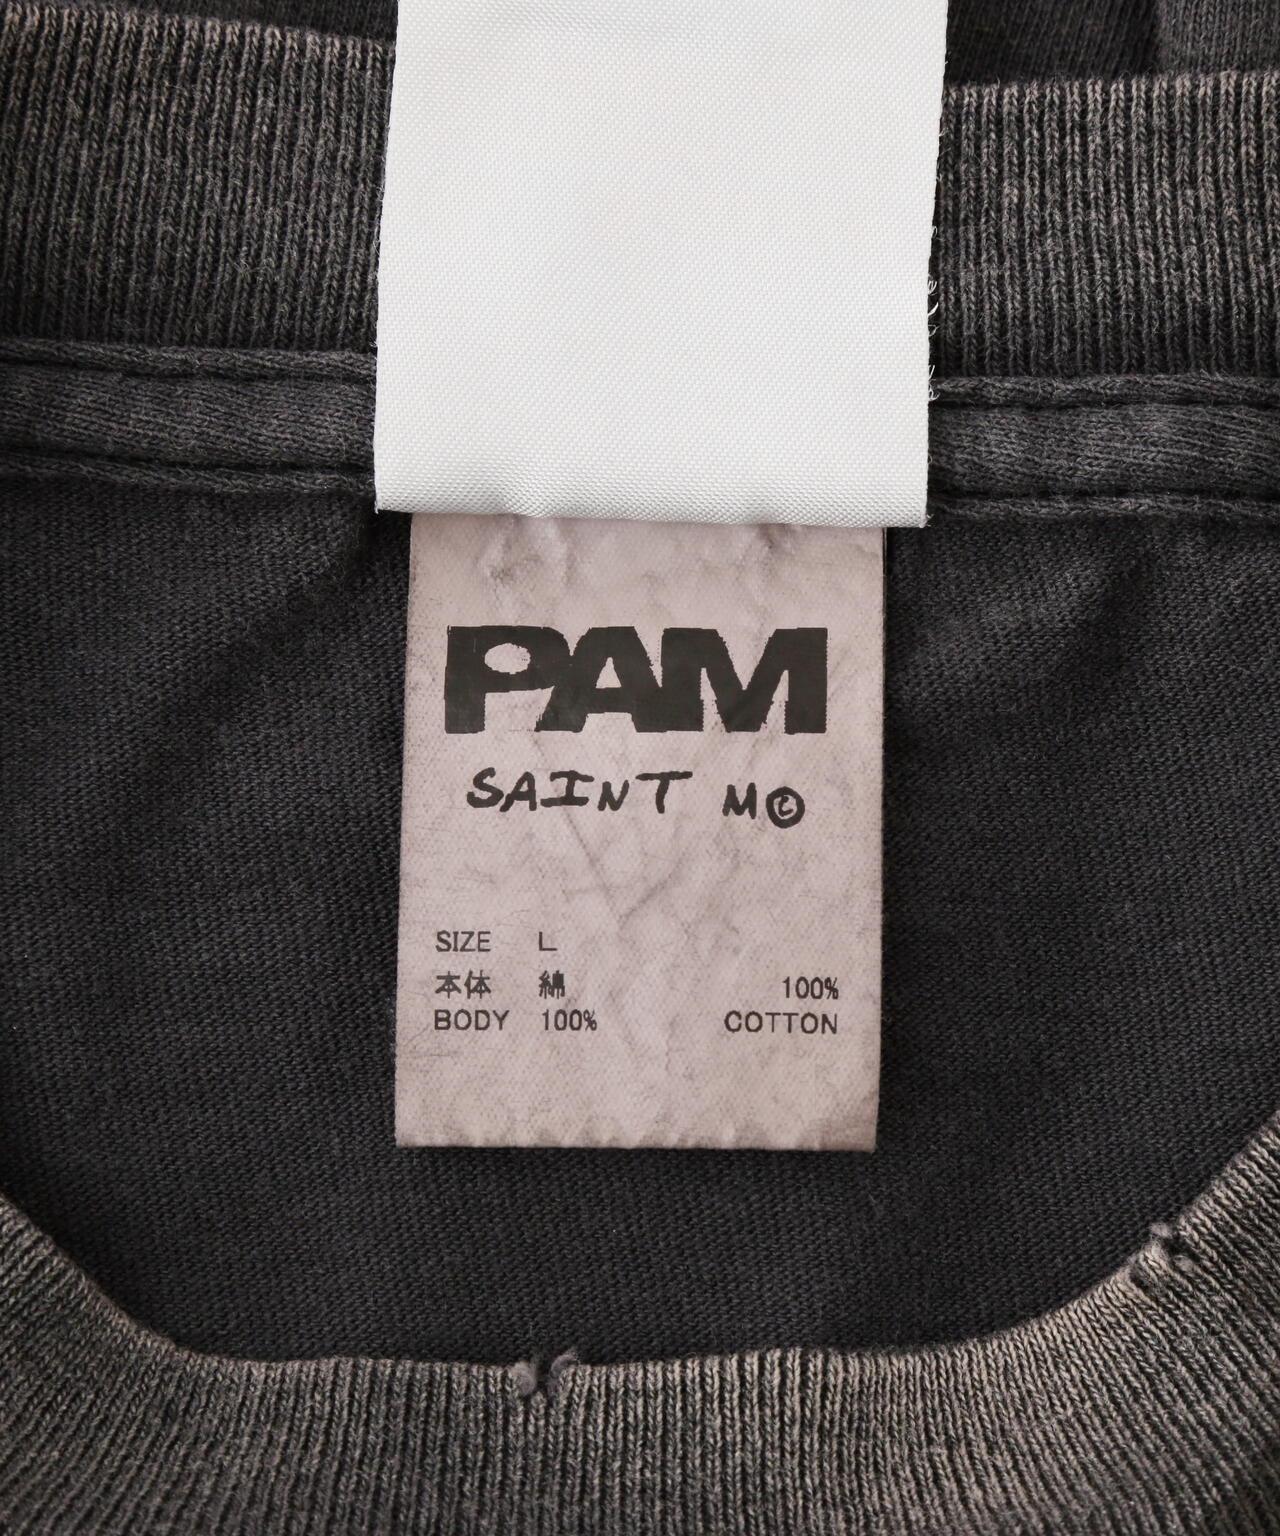 PAM
SAINT M©
SIZE L
本体 綿 100%
BODY 100% COTTON